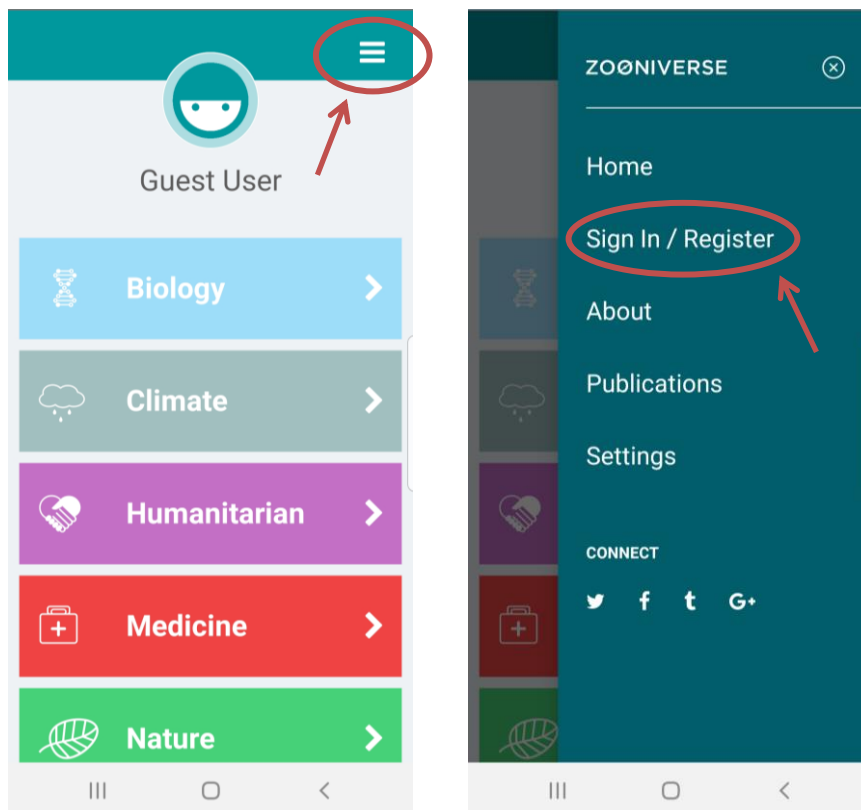 Guest User
Biology
Climate
Humanitarian
Medicine
Nature
ZOØNIVERSE
Home
Sign In / Register
About
Publications
Settings
CONNECT